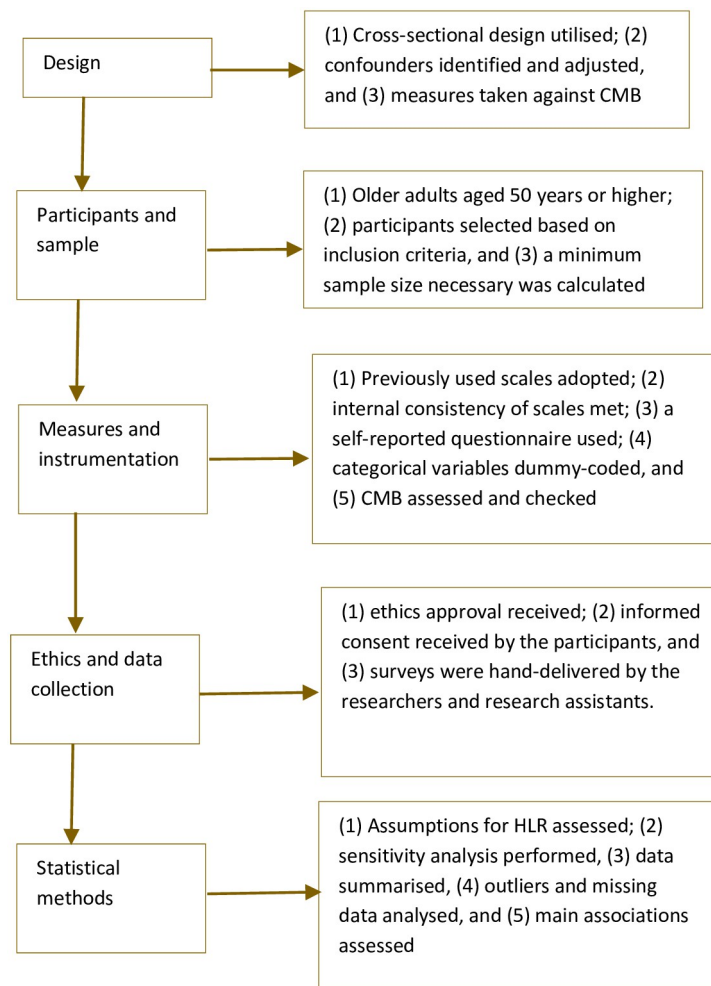 Design
(1) Cross-sectional design utilised; (2)
confounders identified and adjusted,
and (3) measures taken against CMB
Participants and
sample
(1) Older adults aged 50 years or higher;
(2) participants selected based on
inclusion criteria, and (3) a minimum
sample size necessary was calculated
Measures and
instrumentation
(1) Previously used scales adopted; (2)
internal consistency of scales met; (3) a
self-reported questionnaire used; (4)
categorical variables dummy-coded, and
(5) CMB assessed and checked
Ethics and data
collection
(1) ethics approval received; (2) informed
consent received by the participants, and
(3) surveys were hand-delivered by the
researchers and research assistants.
Statistical
methods
(1) Assumptions for HLR assessed; (2)
sensitivity analysis performed, (3) data
summarised, (4) outliers and missing
data analysed, and (5) main associations
assessed